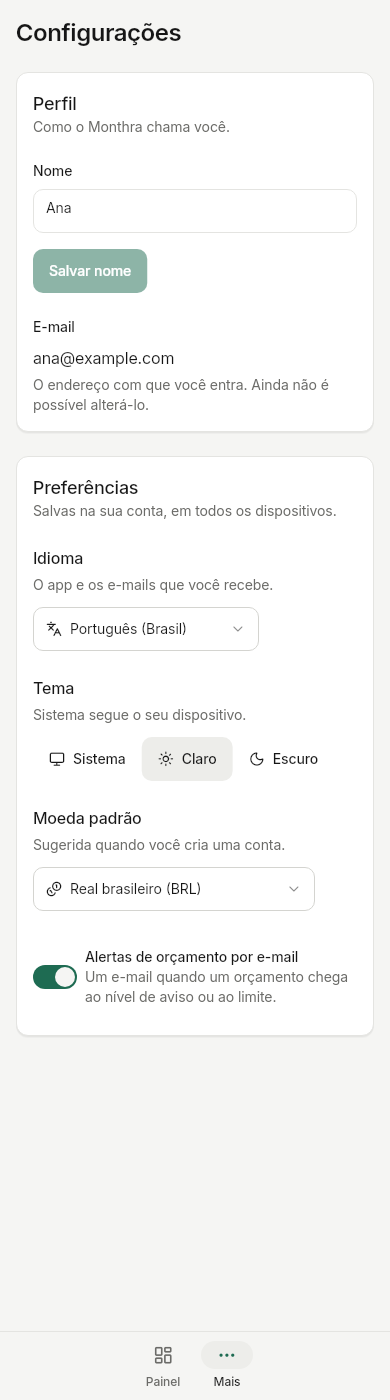 Configurações
Perfil
Como o Monthra chama você.
Nome
Ana
Salvar nome
E-mail
ana@example.com
O endereço com que você entra. Ainda não é
possível alterá-lo.
Preferências
Salvas na sua conta, em todos os dispositivos.
Idioma
O app e os e-mails que você recebe.
Português (Brasil)
Tema
Sistema segue o seu dispositivo.
Sistema Claro Escuro
Moeda padrão
Sugerida quando você cria uma conta.
Real brasileiro (BRL)
Alertas de orçamento por e-mail
Um e-mail quando um orçamento chega
ao nível de aviso ou ao limite.
Painel Mais